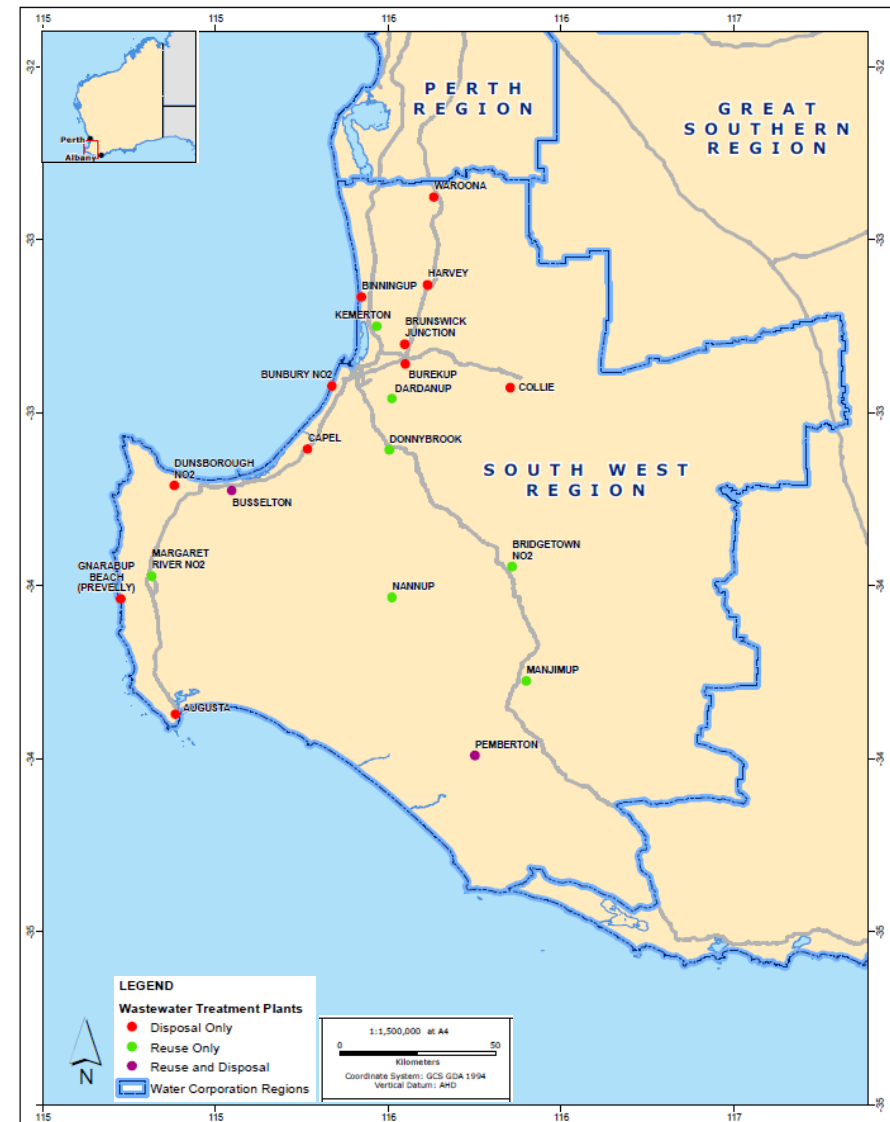 115
115
116
116
117
-32
-32
Perth
Albany
PERTH
REGION
GREAT
SOUTHERN
REGION
WAROONA
-33
-33
HARVEY
BINNINGUP
KEMERTON
BRUNSWICK
JUNCTION
BUREKUP
BUNBURY NO2
DARDANUP
COLLIE
-33
-33
CAPEL
DONNYBROOK
DUNSBOROUGH
NO2
SOUTH WEST
REGION
BUSSELTON
MARGARET
RIVER NO2
GNARABUP
BEACH
(PREVELLY)
BRIDGETOWN
NO2
NANNUP
-34
-34
MANJIMUP
AUGUSTA
PEMBERTON
-34
-34
-35
-35
LEGEND
Wastewater Treatment Plants
Disposal Only
Reuse Only
Reuse and Disposal
Water Corporation Regions
N
1:1,500,000 at A4
0
50
Kilometers
Coordinate System: GCS GDA 1994
Vertical Datum: AHD
-35
-35
115
115
116
116
117